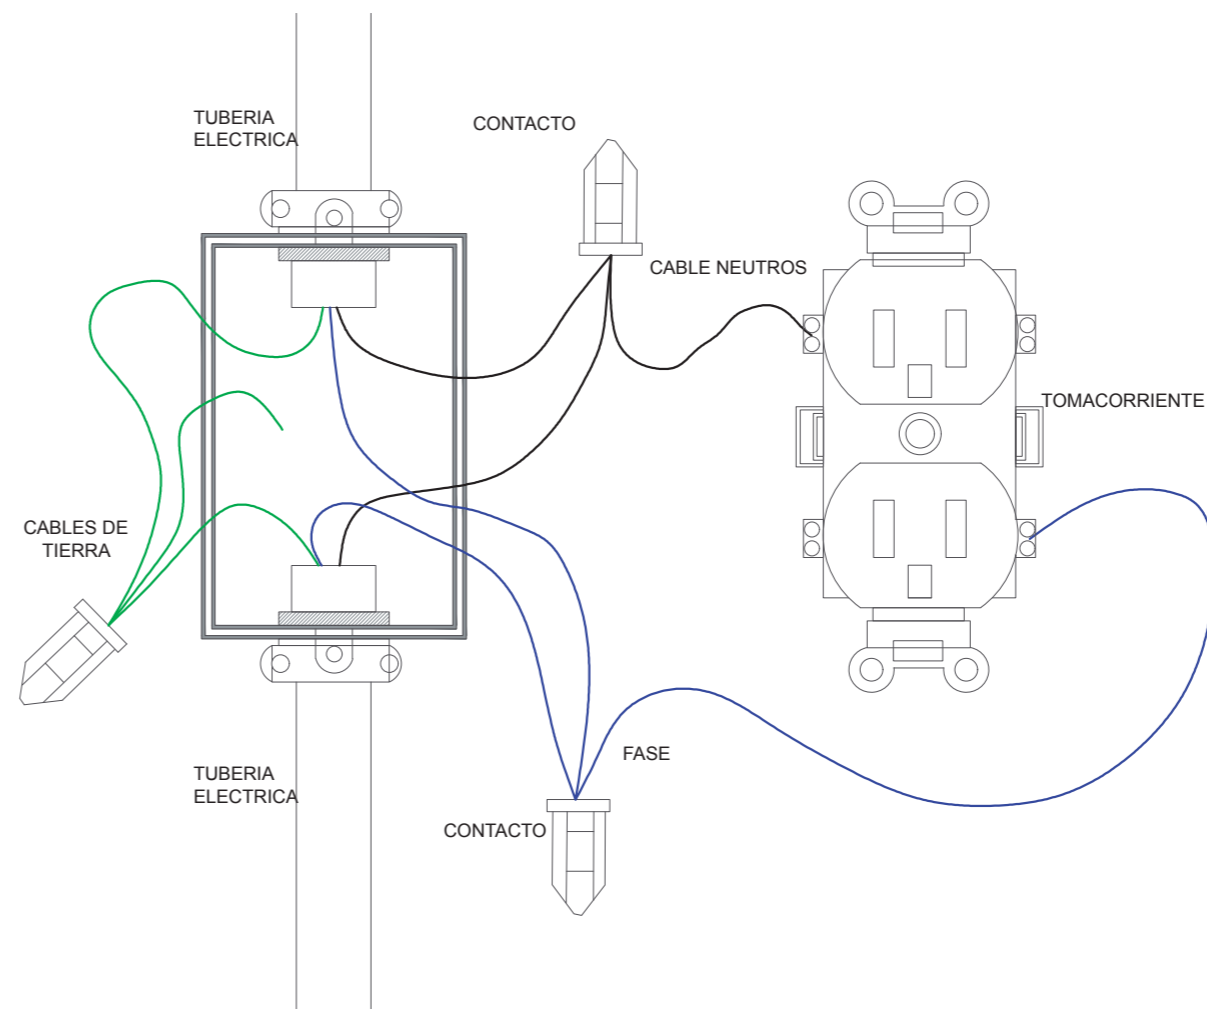 TUBERIA
ELECTRICA
CONTACTO
CABLE NEUTROS
TOMACORRIENTE
CABLES DE
TIERRA
FASE
TUBERIA
ELECTRICA
CONTACTO